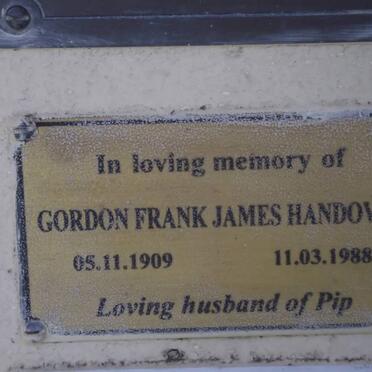 In loving memory of
GORDON FRANK JAMES HANDOV
05.11.1909 11.03.1988
Loving husband of Pip